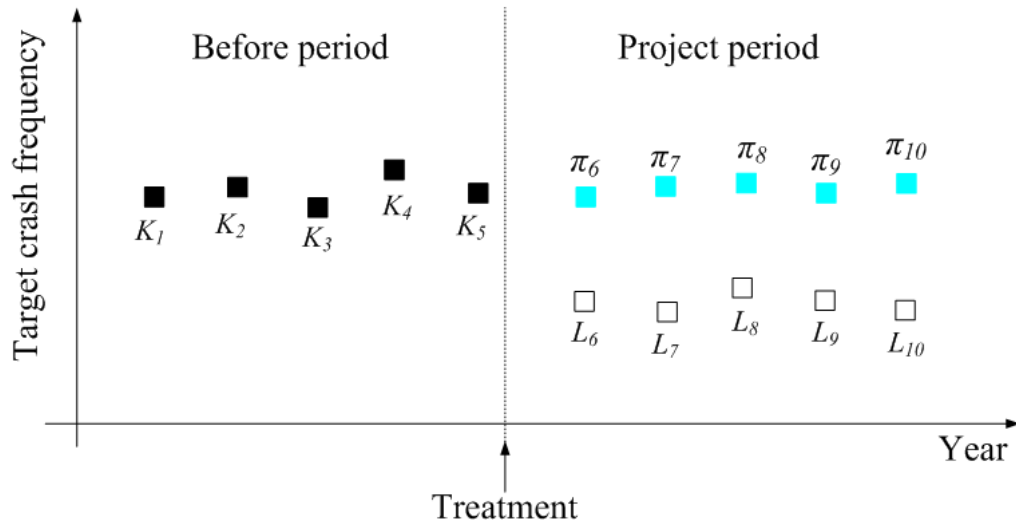 Before period
Project period
Target crash frequency
π6 π7 π8 π9 π10
K1 K2 K3 K4 K5
L6 L7 L8 L9 L10
Year
Treatment